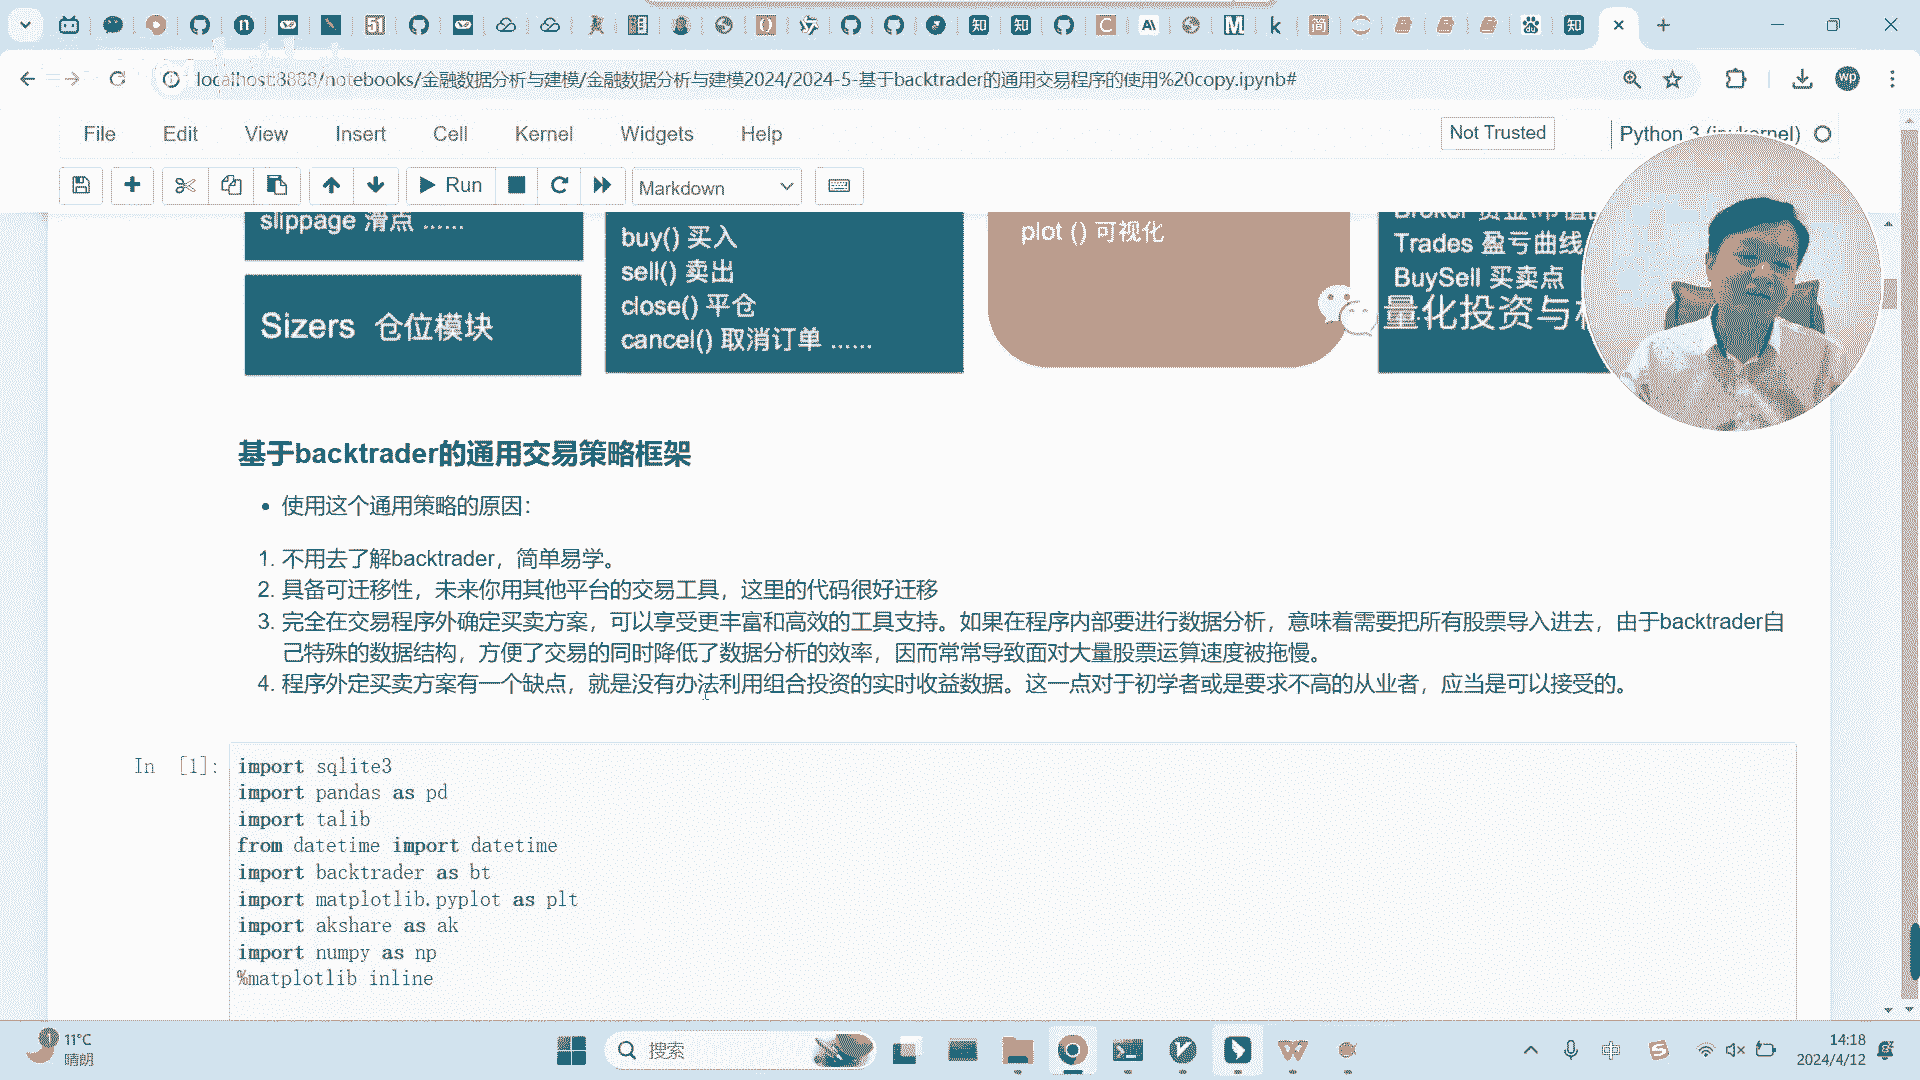 localhost:8888/notebooks/金融数据分析与建模/金融数据分析与建模2024/2024-5-基于backtrader的通用交易程序的使用%20copy.ipynb#
File Edit View Insert Cell Kernel Widgets Help
Not Trusted
Python 3
Run
Markdown
slippage 滑点 ……
Sizers 仓位模块
buy() 买入
sell() 卖出
close() 平仓
cancel() 取消订单 ……
plot () 可视化
Trades 盈亏曲线
BuySell 买卖点
量化投资与
基于backtrader的通用交易策略框架
使用这个通用策略的原因：
1. 不用去了解backtrader，简单易学。
2. 具备可迁移性，未来你用其他平台的交易工具，这里的代码很好迁移
3. 完全在交易程序外确定买卖方案，可以享受更丰富和高效的工具支持。如果在程序内部要进行数据分析，意味着需要把所有股票导入进去，由于backtrader自
己特殊的数据结构，方便了交易的同时降低了数据分析的效率，因而常常导致面对大量股票运算速度被拖慢。
4. 程序外定买卖方案有一个缺点，就是没有办法利用组合投资的实时收益数据。这一点对于初学者或是要求不高的从业者，应当是可以接受的。
In [1]:
import sqlite3
import pandas as pd
import talib
from datetime import datetime
import backtrader as bt
import matplotlib.pyplot as plt
import akshare as ak
import numpy as np
%matplotlib inline
11°C
晴朗
搜索
中
14:18
2024/4/12